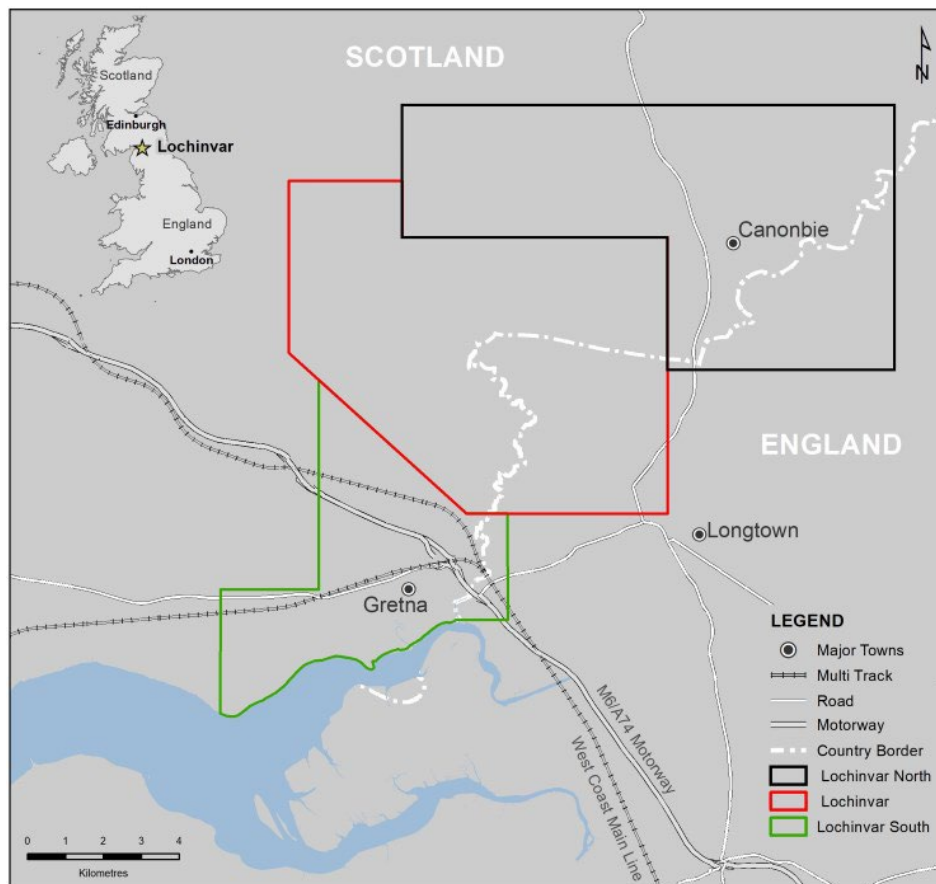 SCOTLAND
N
Scotland
Edinburgh
Lochinvar
England
London
Canonbie
ENGLAND
Longtown
Gretna
M6/A74 Motorway
West Coast Main Line
LEGEND
Major Towns
Multi Track
Road
Motorway
Country Border
Lochinvar North
Lochinvar
Lochinvar South
0 1 2 3 4
Kilometres